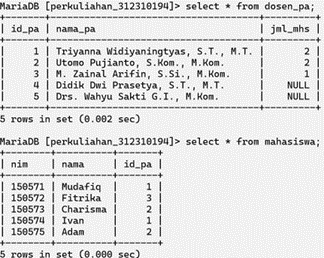 MariaDB [perkuliahan_312310194]> select * from dosen_pa;
+-------+-----------------------------------+---------+
| id_pa | nama_pa | jml_mhs |
+-------+-----------------------------------+---------+
| 1 | Triyanna Widiyaningtyas, S.T., M.T. | 2 |
| 2 | Utomo Pujianto, S.Kom., M.Kom. | 2 |
| 3 | M. Zainal Arifin, S.Si., M.Kom. | 1 |
| 4 | Didik Dwi Prasetya, S.T., M.T. | NULL |
| 5 | Drs. Wahyu Sakti G.I., M.Kom. | NULL |
+-------+-----------------------------------+---------+
5 rows in set (0.002 sec)
MariaDB [perkuliahan_312310194]> select * from mahasiswa;
+--------+----------+-------+
| nim | nama | id_pa |
+--------+----------+-------+
| 150571 | Mudafiq | 1 |
| 150572 | Fitrika | 3 |
| 150573 | Charisma | 2 |
| 150574 | Ivan | 1 |
| 150575 | Adam | 2 |
+--------+----------+-------+
5 rows in set (0.000 sec)